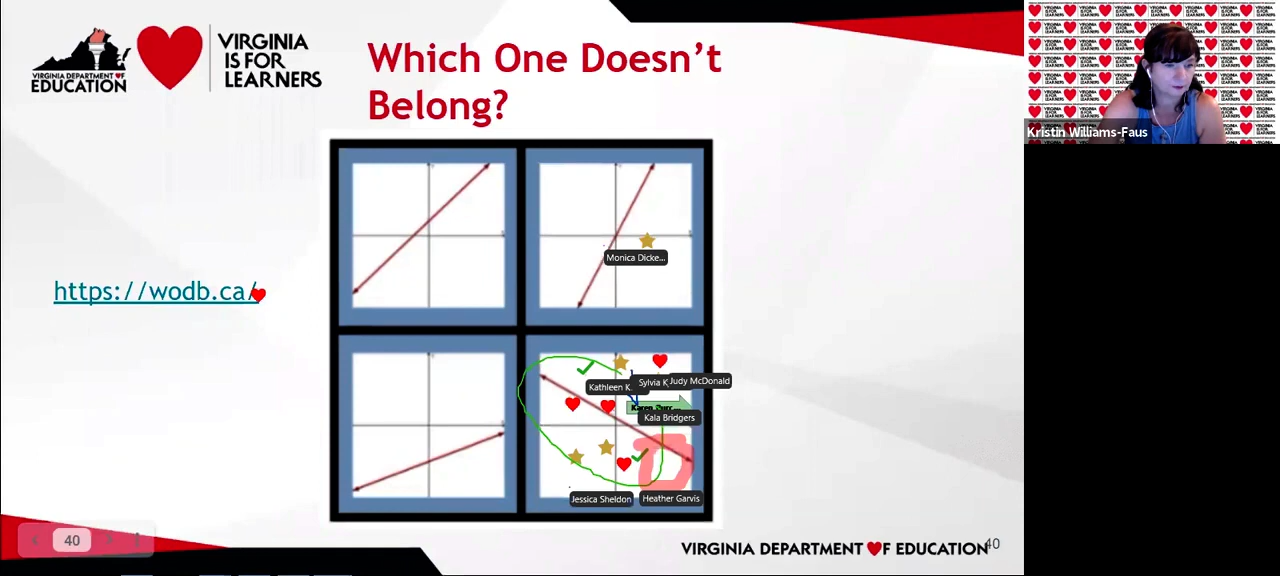 VIRGINIA DEPARTMENT OF EDUCATION
VIRGINIA
IS FOR
LEARNERS
Which One Doesn't
Belong?
https://wodb.ca/
Monica Dicke...
Kathleen K
Sylvia K
Judy McDonald
Kala Bridgers
Jessica Sheldon
Heather Garvis
40
VIRGINIA DEPARTMENT OF EDUCATION
40
Kristin Williams-Faus